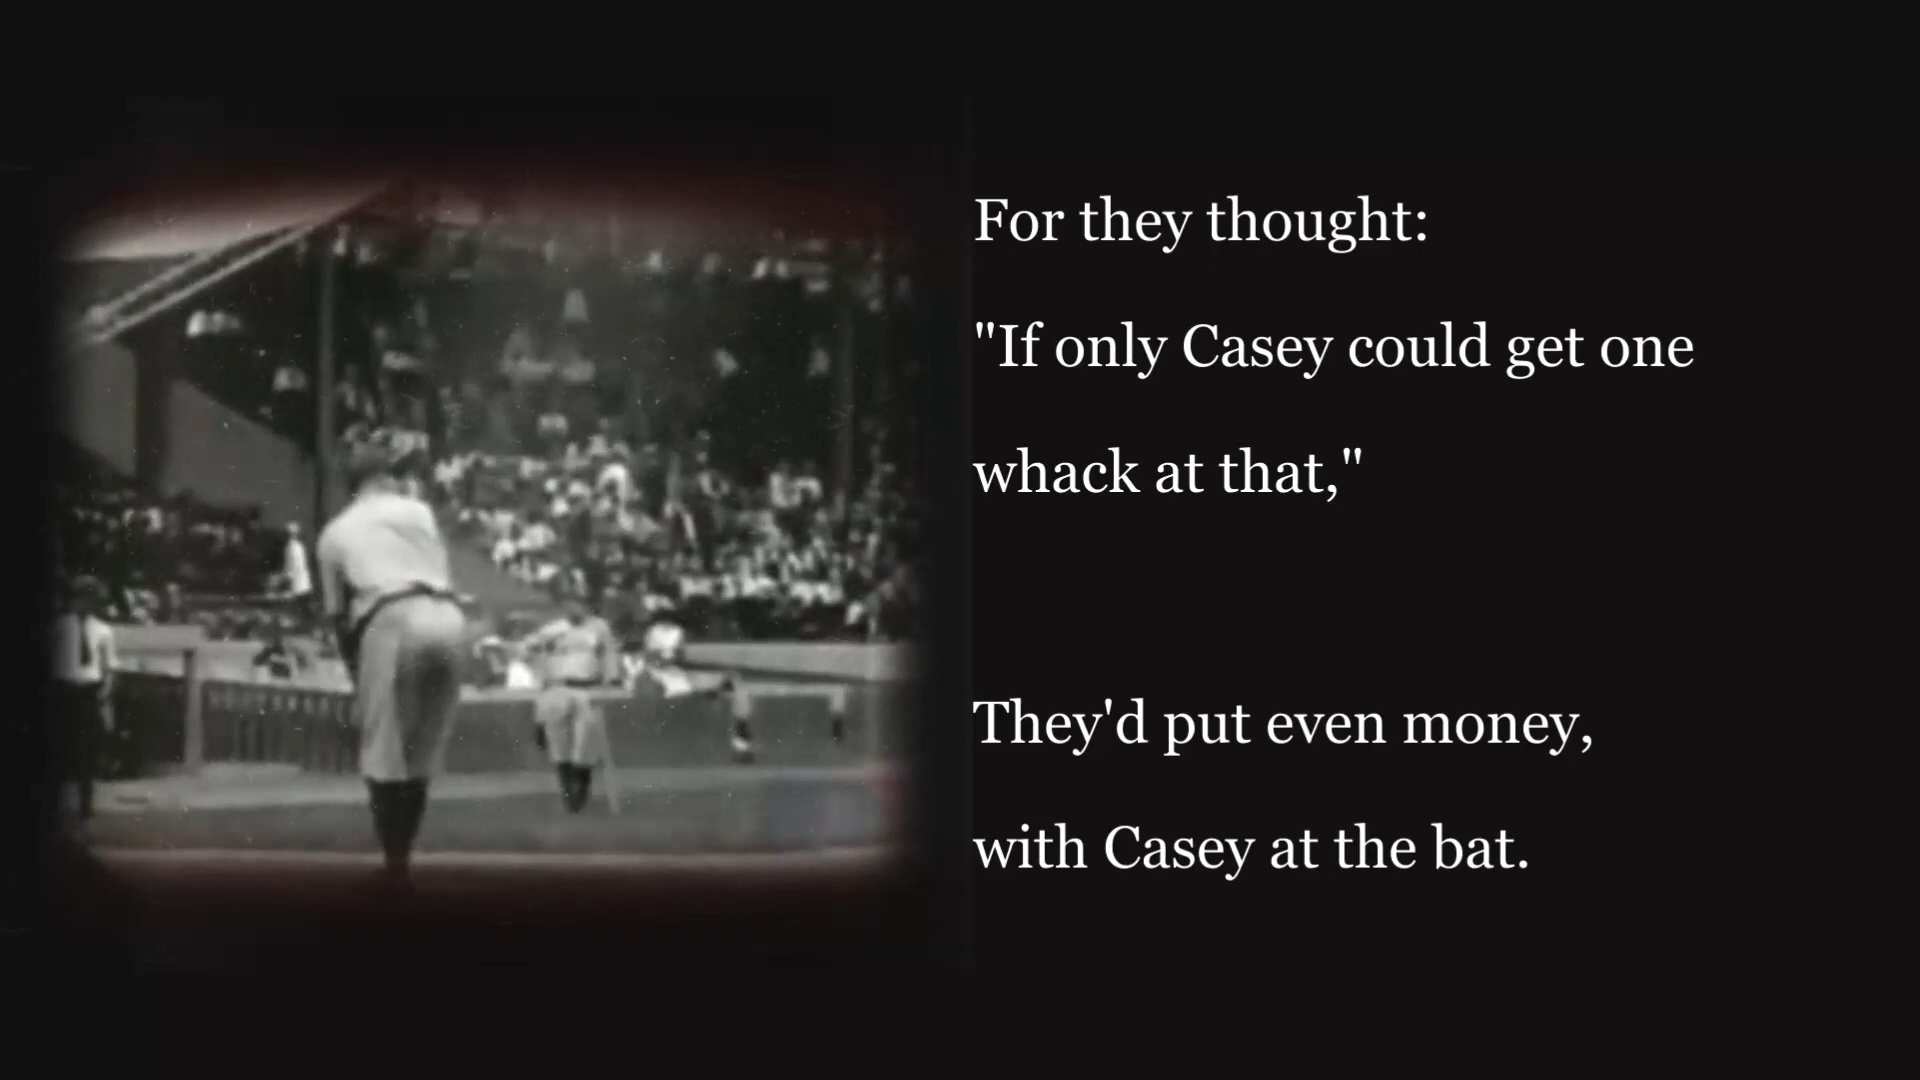 For they thought:
"If only Casey could get one
whack at that,"
They'd put even money,
with Casey at the bat.